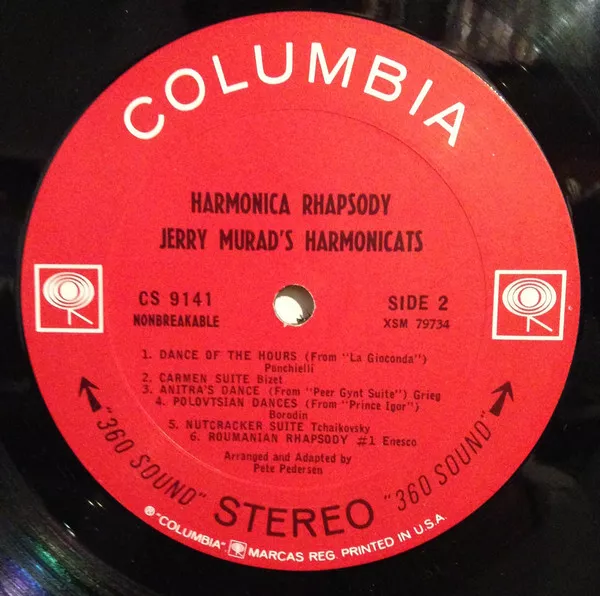 COLUMBIA
HARMONICA RHAPSODY
JERRY MURAD'S HARMONICATS
CS 9141
NONBREAKABLE
SIDE 2
XSM 79734
1. DANCE OF THE HOURS (From "La Gioconda")
Ponchielli
2. CARMEN SUITE Bizet
3. ANITRA'S DANCE (From "Peer Gynt Suite") Grieg
4. POLOVTSIAN DANCES (From "Prince Igor")
Borodin
5. NUTCRACKER SUITE Tchaikovsky
6. ROUMANIAN RHAPSODY #1 Enesco
Arranged and Adapted by
Pete Pedersen
"360 SOUND" STEREO "360 SOUND"
® "COLUMBIA" MARCAS REG. PRINTED IN U.S.A.